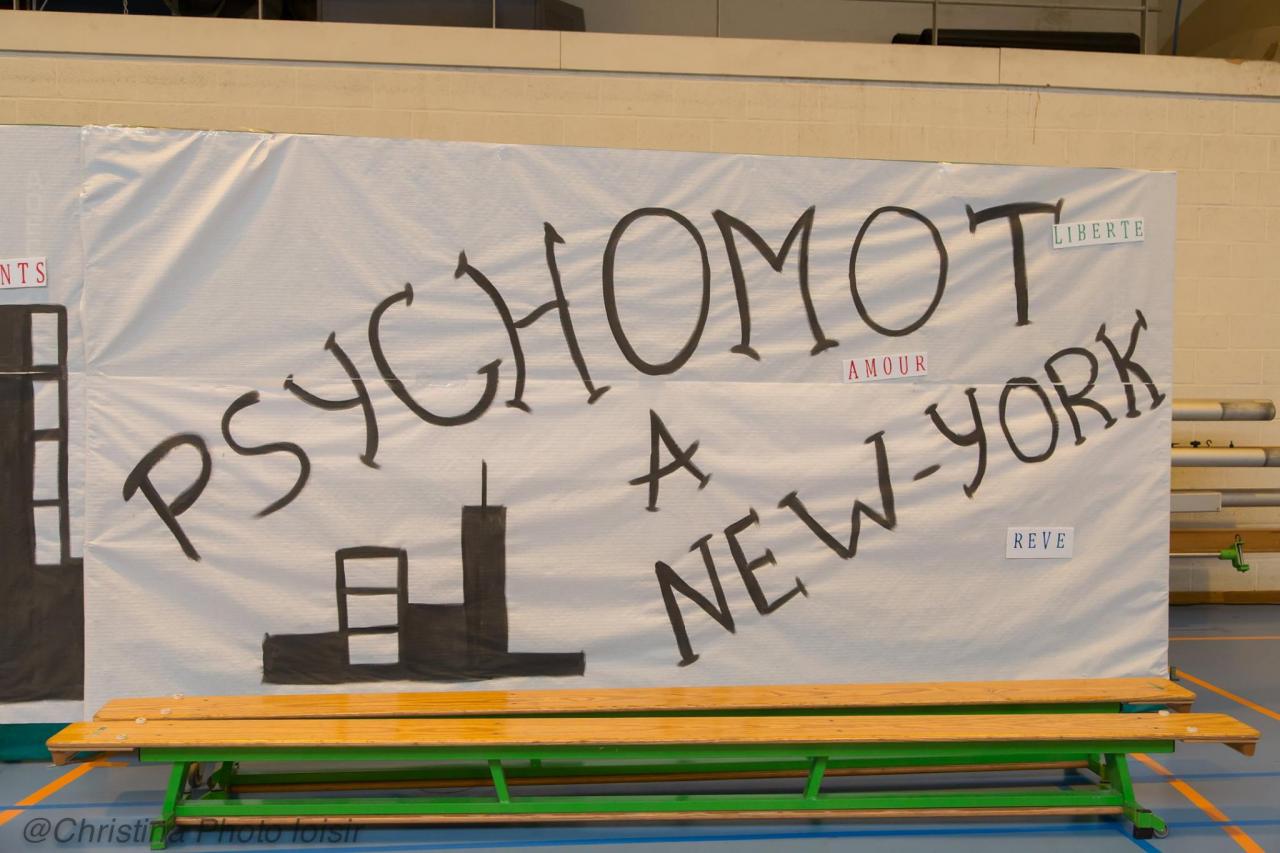 NTS
PSYCHOMOT
LIBERTE
AMOUR
A
NEW-YORK
REVE
@Christina Photo loisir